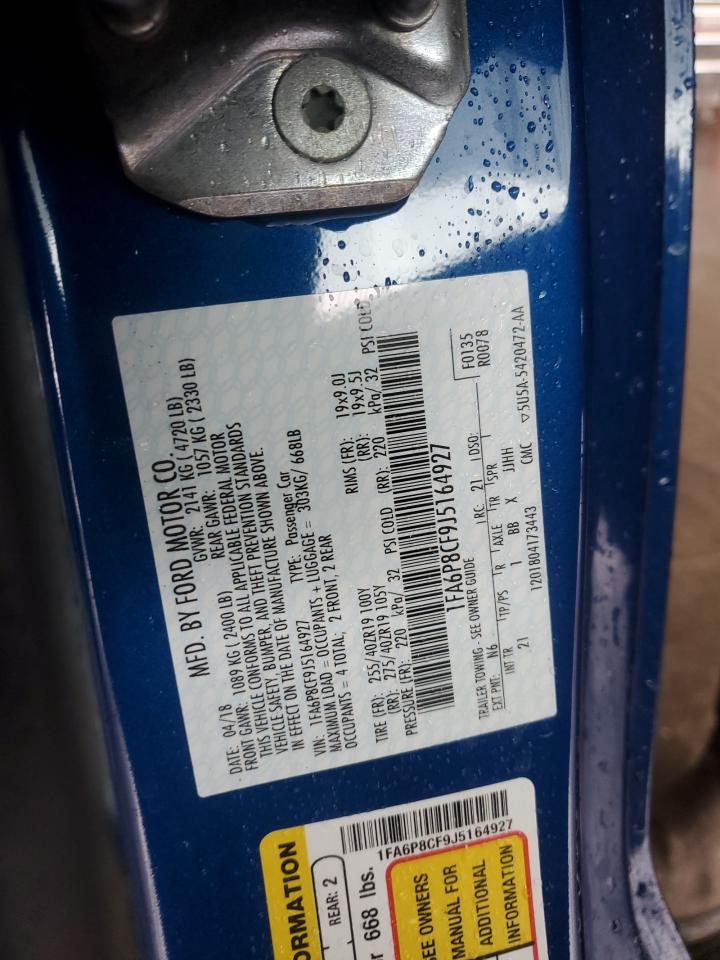 MFD. BY FORD MOTOR CO.
DATE: 04/18 GVWR: 2141 KG ( 4720 LB)
FRONT GAWR: 1089 KG ( 2400 LB) REAR GAWR: 1057 KG ( 2330 LB)
THIS VEHICLE CONFORMS TO ALL APPLICABLE FEDERAL MOTOR
VEHICLE SAFETY, BUMPER, AND THEFT PREVENTION STANDARDS
IN EFFECT ON THE DATE OF MANUFACTURE SHOWN ABOVE.
VIN: 1FA6P8CF9J5164927 TYPE: Passenger Car
MAXIMUM LOAD = OCCUPANTS + LUGGAGE = 303KG/ 668LB
OCCUPANTS = 4 TOTAL; 2 FRONT, 2 REAR
TIRE (FR): 255/40ZR19 100Y RIMS (FR): 19x9.0J
(RR): 275/40ZR19 105Y (RR): 19x9.5J
PRESSURE (FR): 220 kPa/ 32 PSI COLD (RR): 220 kPa/ 32 PSI COLD
1FA6P8CF9J5164927
TRAILER TOWING - SEE OWNER GUIDE F0135
EXT PNT: N6 RC: 21 DSO: R0078
INT TR TP/PS R AXLE TR SPR
21 1 BB X JJHH
1201804173443 CMC ▽5U5A-5420472-AA
ORMATION
REAR: 2
r 668 lbs.
1FA6P8CF9J5164927
SEE OWNERS
MANUAL FOR
ADDITIONAL
INFORMATION